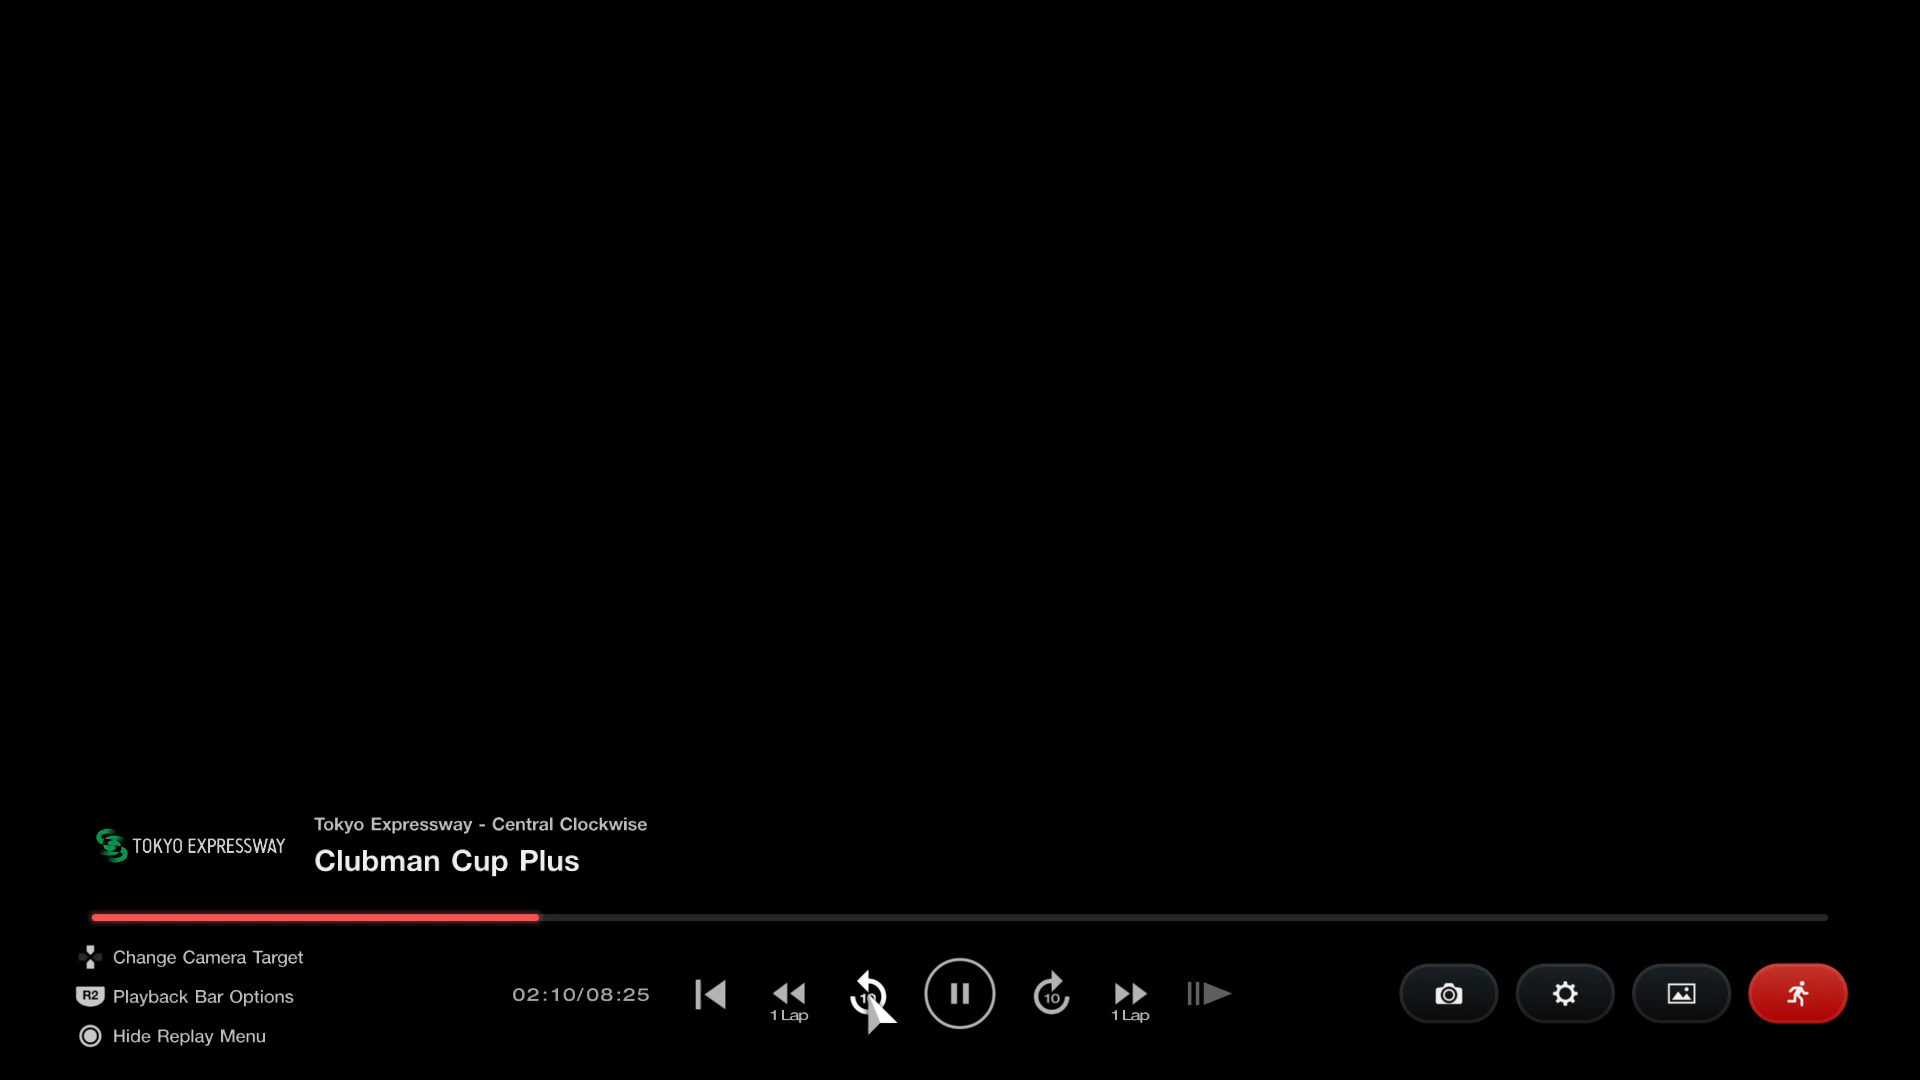 Tokyo Expressway - Central Clockwise
TOKYO EXPRESSWAY
Clubman Cup Plus
Change Camera Target
R2 Playback Bar Options
Hide Replay Menu
02:10/08:25
1 Lap
10
10
1 Lap